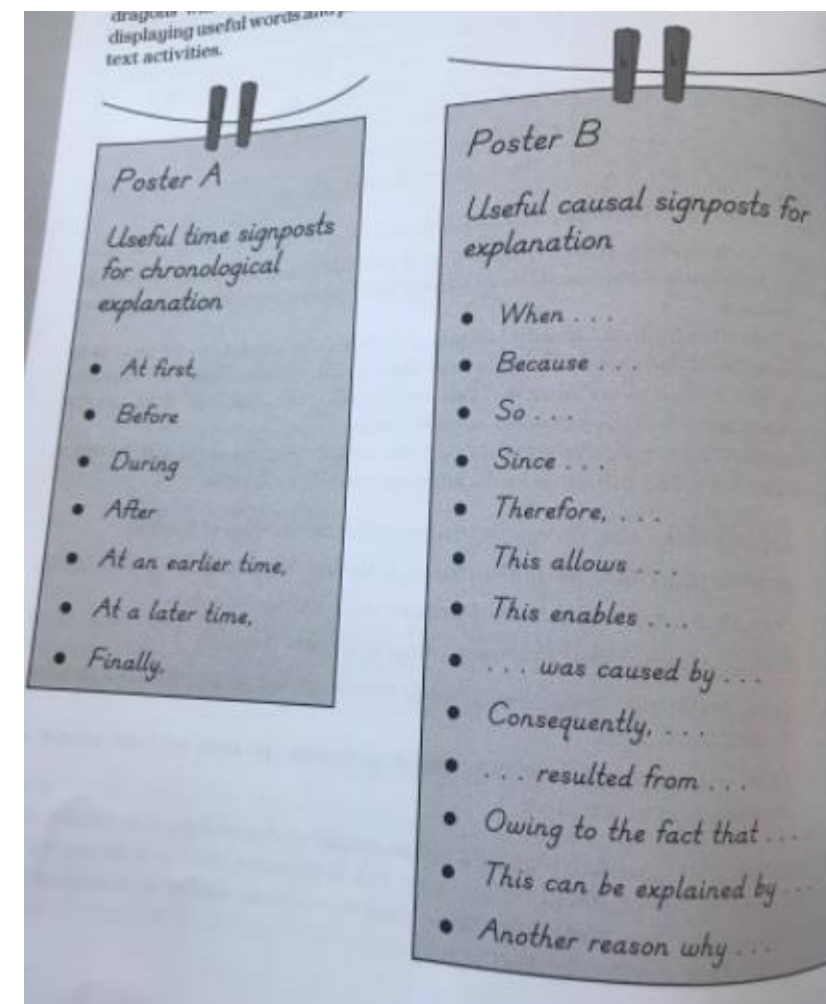 displaying useful words and
text activities.
Poster A
Useful time signposts
for chronological
explanation
• At first,
• Before
• During
• After
• At an earlier time,
• At a later time,
• Finally,
Poster B
Useful causal signposts for
explanation
• When . . .
• Because . . .
• So . . .
• Since . . .
• Therefore, . . .
• This allows . . .
• This enables . . .
• . . . was caused by . . .
• Consequently, . . .
• . . . resulted from . . .
• Owing to the fact that . . .
• This can be explained by . . .
• Another reason why . . .